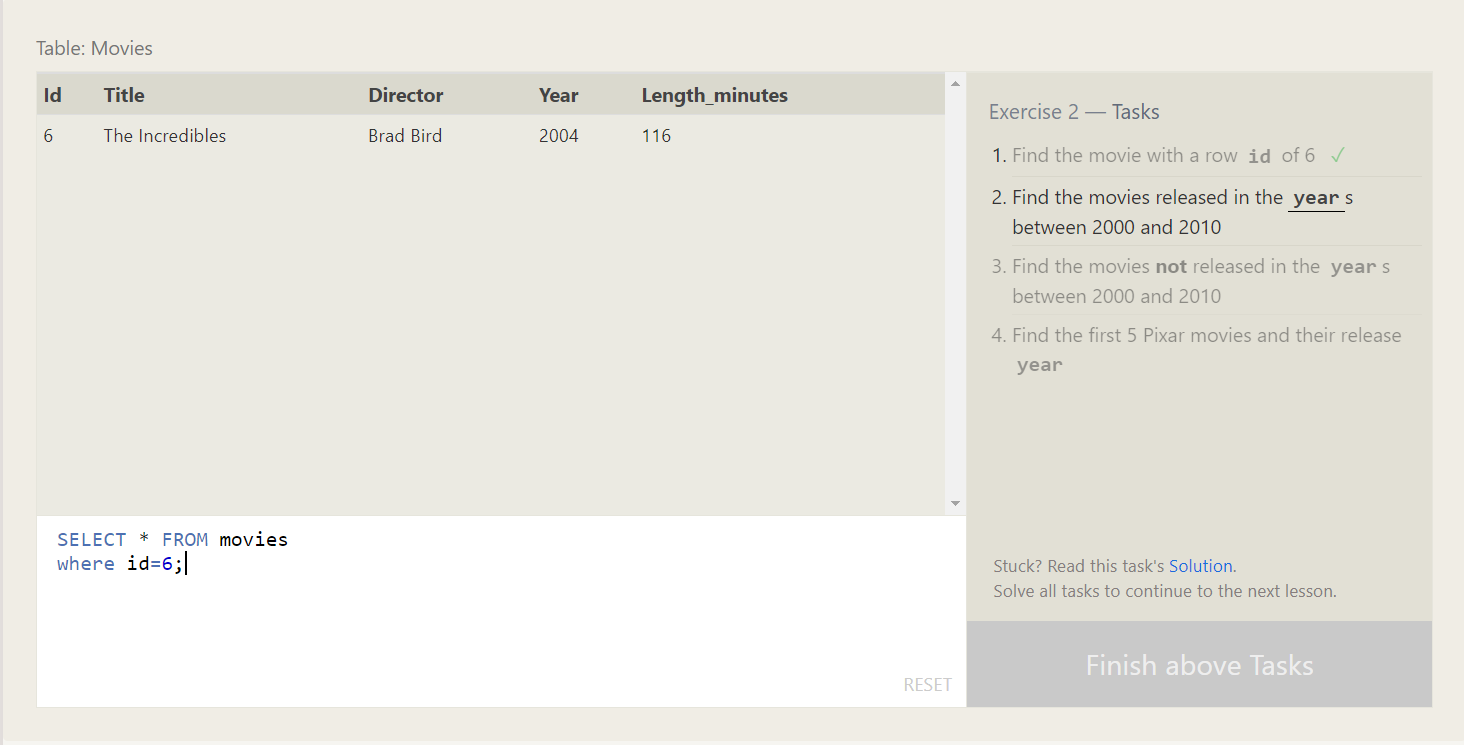 Table: Movies
Id Title Director Year Length_minutes
6 The Incredibles Brad Bird 2004 116
SELECT * FROM movies
where id=6;
RESET
Exercise 2 — Tasks
1. Find the movie with a row id of 6 ✓
2. Find the movies released in the year s
between 2000 and 2010
3. Find the movies not released in the year s
between 2000 and 2010
4. Find the first 5 Pixar movies and their release
year
Stuck? Read this task's Solution.
Solve all tasks to continue to the next lesson.
Finish above Tasks